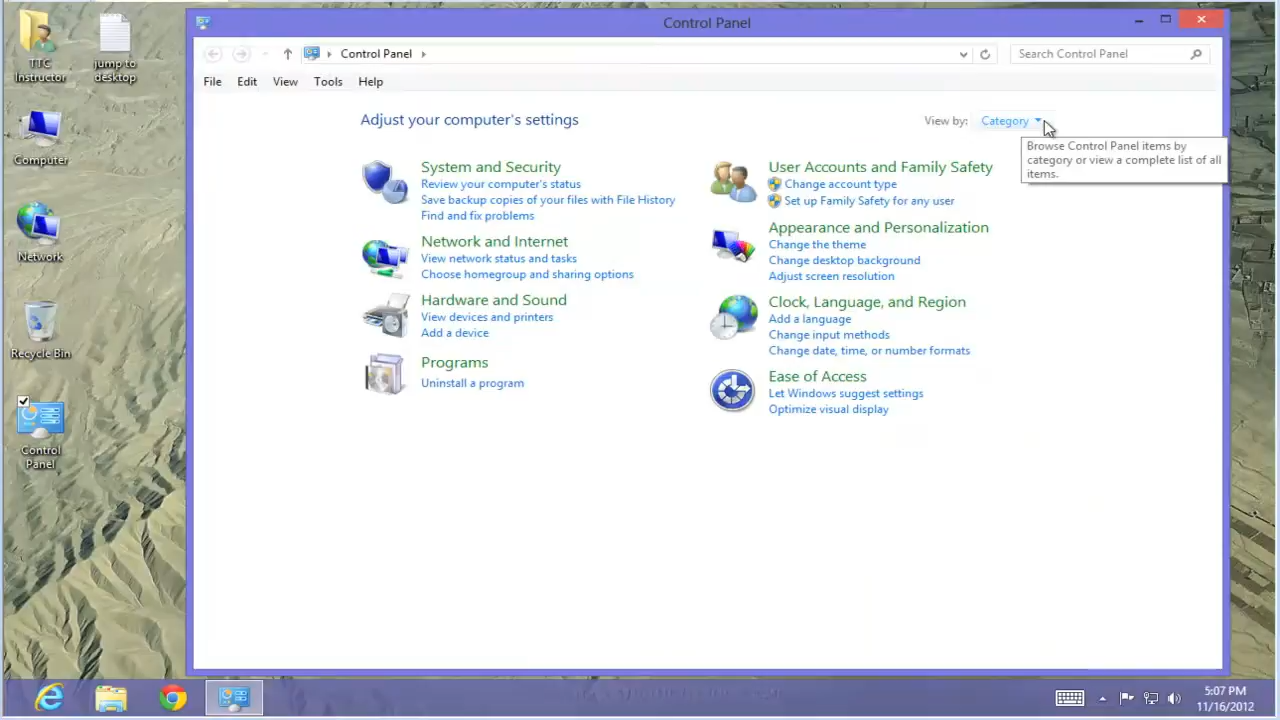 TTC
Instructor
jump to
desktop
Computer
Network
Recycle Bin
Control
Panel
Control Panel
Control Panel
Search Control Panel
File Edit View Tools Help
Adjust your computer's settings
View by: Category
Browse Control Panel items by
category or view a complete list of all
items.
System and Security
Review your computer's status
Save backup copies of your files with File History
Find and fix problems
Network and Internet
View network status and tasks
Choose homegroup and sharing options
Hardware and Sound
View devices and printers
Add a device
Programs
Uninstall a program
User Accounts and Family Safety
Change account type
Set up Family Safety for any user
Appearance and Personalization
Change the theme
Change desktop background
Adjust screen resolution
Clock, Language, and Region
Add a language
Change input methods
Change date, time, or number formats
Ease of Access
Let Windows suggest settings
Optimize visual display
5:07 PM
11/16/2012